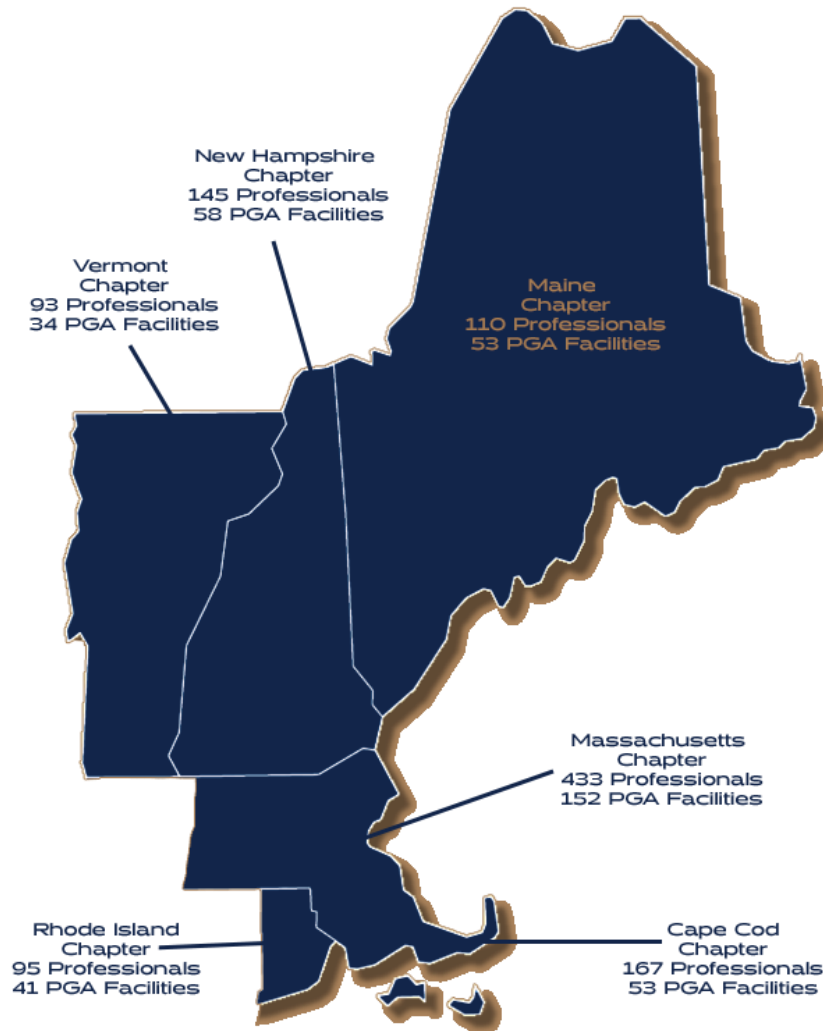 New Hampshire
Chapter
145 Professionals
58 PGA Facilities
Vermont
Chapter
93 Professionals
34 PGA Facilities
Maine
Chapter
110 Professionals
53 PGA Facilities
Massachusetts
Chapter
433 Professionals
152 PGA Facilities
Rhode Island
Chapter
95 Professionals
41 PGA Facilities
Cape Cod
Chapter
167 Professionals
53 PGA Facilities